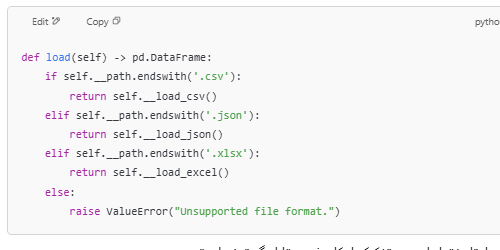 Edit
Copy
pytho
def load(self) -> pd.DataFrame:
    if self.__path.endswith('.csv'):
        return self.__load_csv()
    elif self.__path.endswith('.json'):
        return self.__load_json()
    elif self.__path.endswith('.xlsx'):
        return self.__load_excel()
    else:
        raise ValueError("Unsupported file format.")